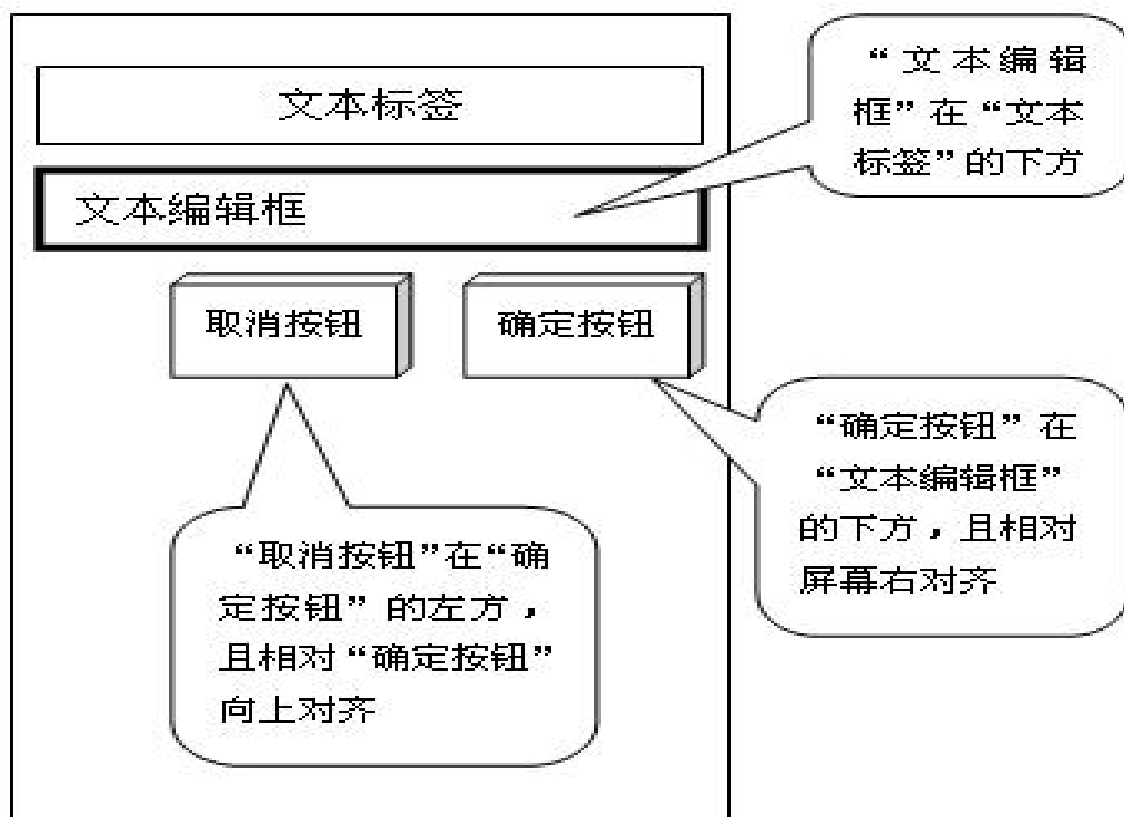 文本标签
文本编辑框
取消按钮
确定按钮
“文本编辑
框”在“文本
标签”的下方
“确定按钮”在
“文本编辑框”
的下方，且相对
屏幕右对齐
“取消按钮”在“确
定按钮”的左方，
且相对“确定按钮”
向上对齐